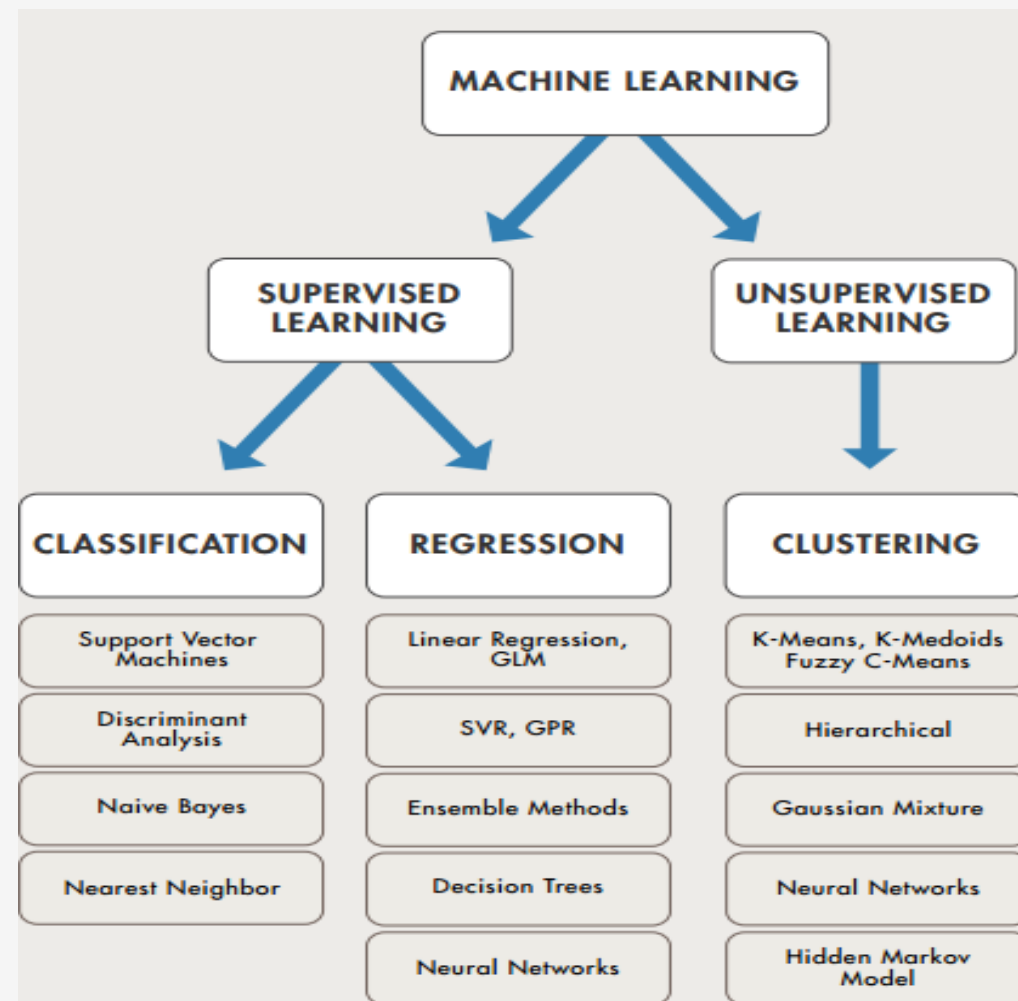 MACHINE LEARNING
SUPERVISED
LEARNING
UNSUPERVISED
LEARNING
CLASSIFICATION
Support Vector
Machines
Discriminant
Analysis
Naive Bayes
Nearest Neighbor
REGRESSION
Linear Regression,
GLM
SVR, GPR
Ensemble Methods
Decision Trees
Neural Networks
CLUSTERING
K-Means, K-Medoids
Fuzzy C-Means
Hierarchical
Gaussian Mixture
Neural Networks
Hidden Markov
Model